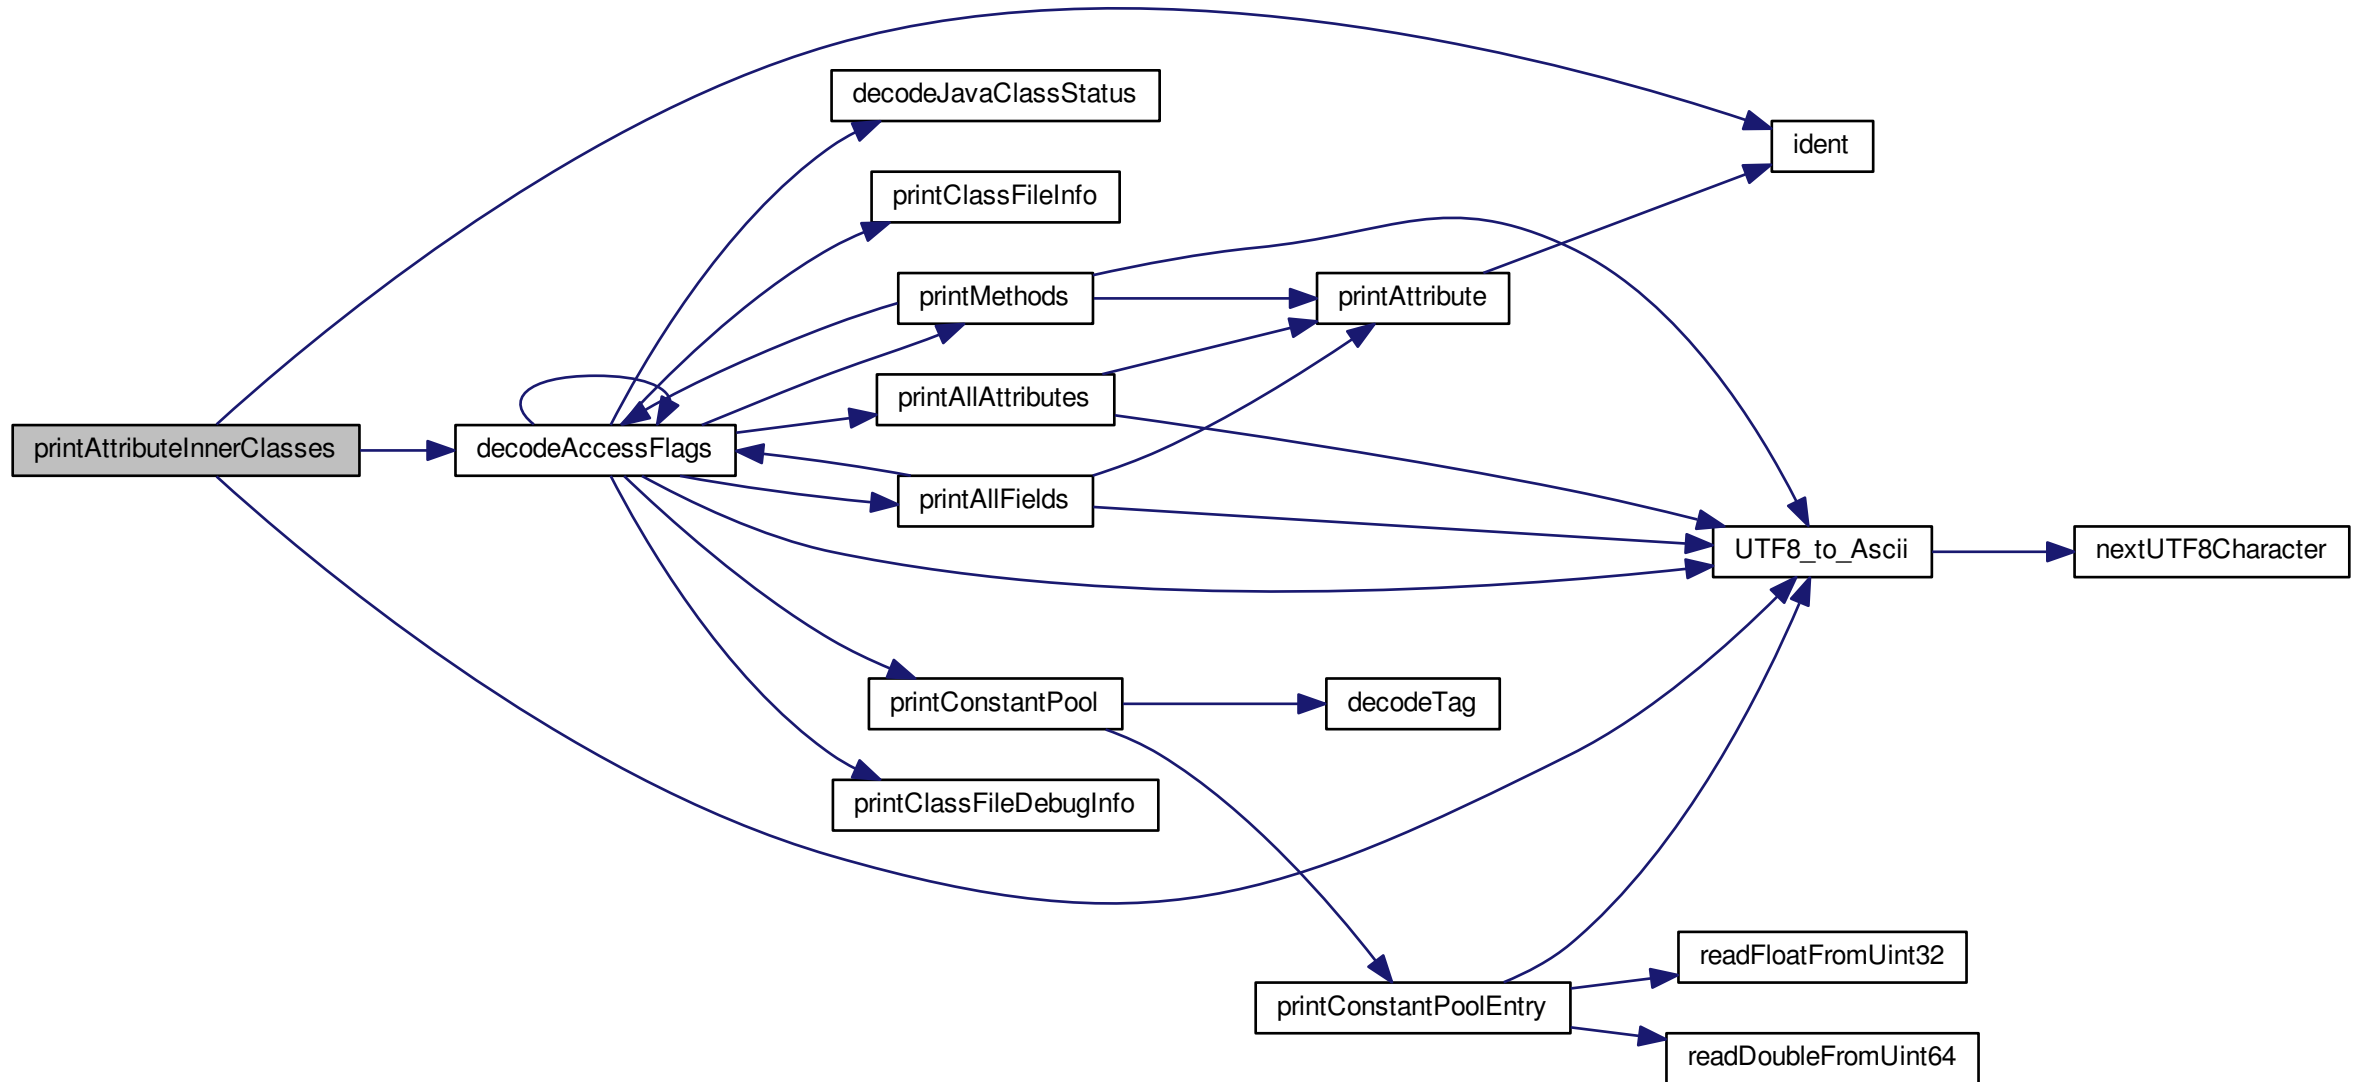 decodeJavaClassStatus
ident
printClassFileInfo
printMethods
printAttribute
printAllAttributes
printAttributeInnerClasses
decodeAccessFlags
printAllFields
UTF8_to_Ascii
nextUTF8Character
printConstantPool
decodeTag
printClassFileDebugInfo
readFloatFromUint32
printConstantPoolEntry
readDoubleFromUint64